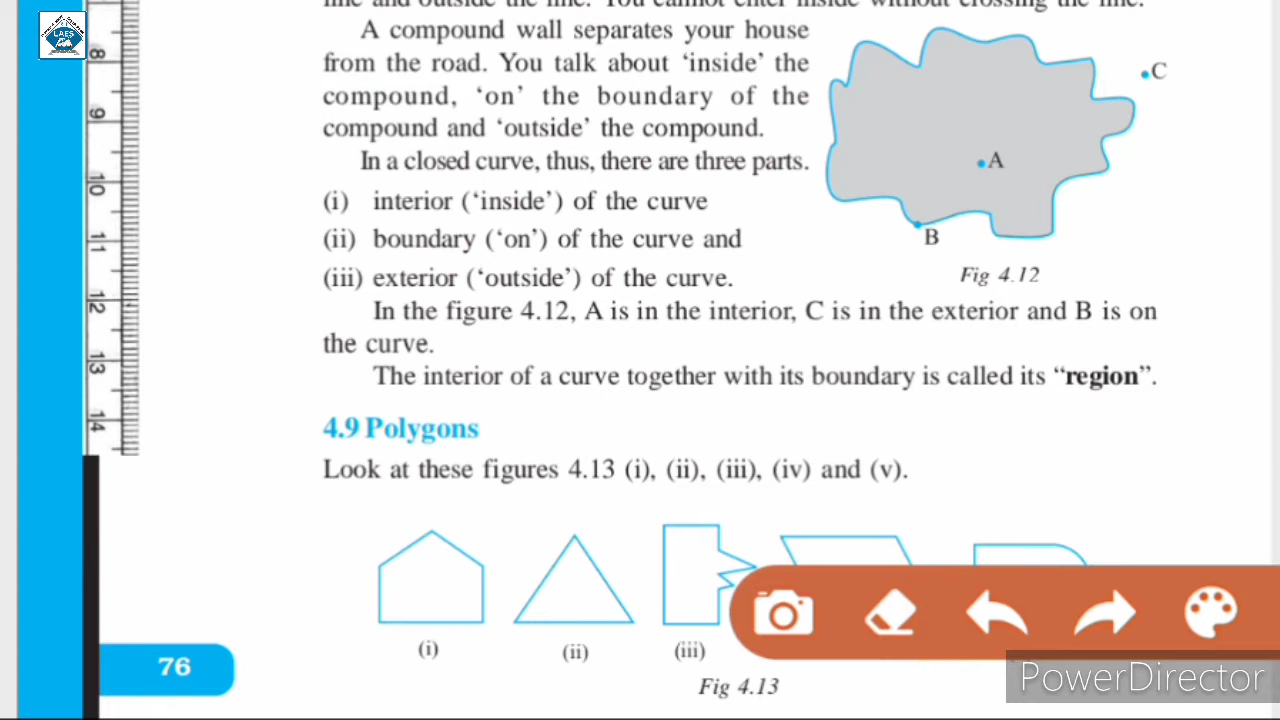 LAES
A compound wall separates your house
from the road. You talk about ‘inside’ the
compound, ‘on’ the boundary of the
compound and ‘outside’ the compound.
In a closed curve, thus, there are three parts.
(i) interior (‘inside’) of the curve
(ii) boundary (‘on’) of the curve and
(iii) exterior (‘outside’) of the curve.
C
A
B
Fig 4.12
In the figure 4.12, A is in the interior, C is in the exterior and B is on
the curve.
The interior of a curve together with its boundary is called its “region”.
4.9 Polygons
Look at these figures 4.13 (i), (ii), (iii), (iv) and (v).
(i)
(ii)
(iii)
Fig 4.13
76
8
9
10
11
12
13
14
PowerDirector